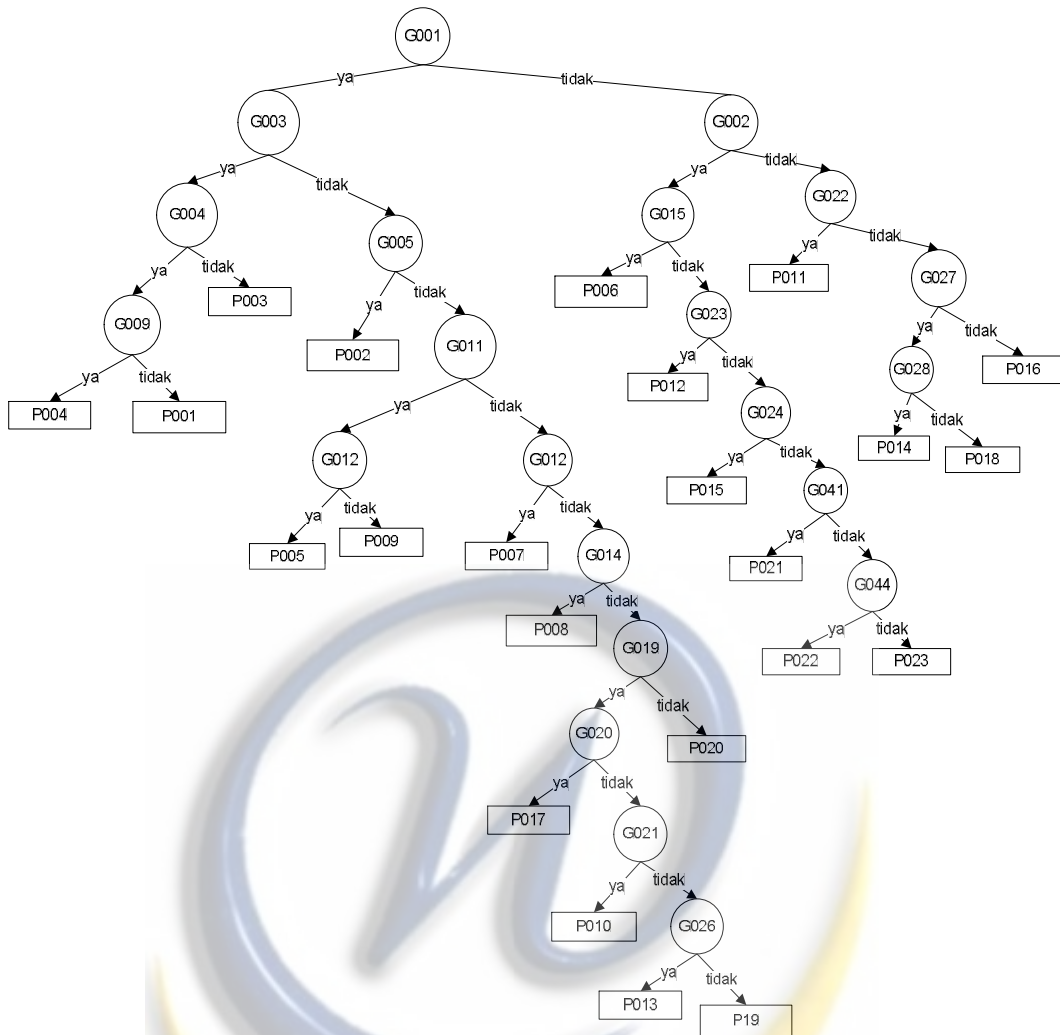 G001
ya
tidak
G003
G002
ya
tidak
ya
tidak
G004
G005
G015
G022
ya
tidak
ya
tidak
ya
tidak
ya
tidak
P003
P006
P011
G027
G009
P002
G011
G023
ya
tidak
ya
tidak
ya
tidak
P004
P001
P012
G028
P016
ya
tidak
G024
ya
tidak
G012
G012
ya
tidak
P014
P018
ya
tidak
ya
tidak
P015
G041
P005
P009
P007
G014
ya
tidak
P021
G044
ya
tidak
P008
G019
ya
tidak
P022
P023
ya
tidak
G020
P020
ya
tidak
P017
G021
ya
tidak
P010
G026
ya
tidak
P013
P19